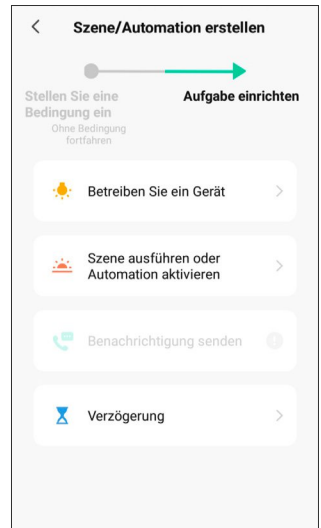 Szene/Automation erstellen
Stellen Sie eine
Bedingung ein
Ohne Bedingung
fortfahren
Aufgabe einrichten
Betreiben Sie ein Gerät
Szene ausführen oder
Automation aktivieren
Benachrichtigung senden
Verzögerung